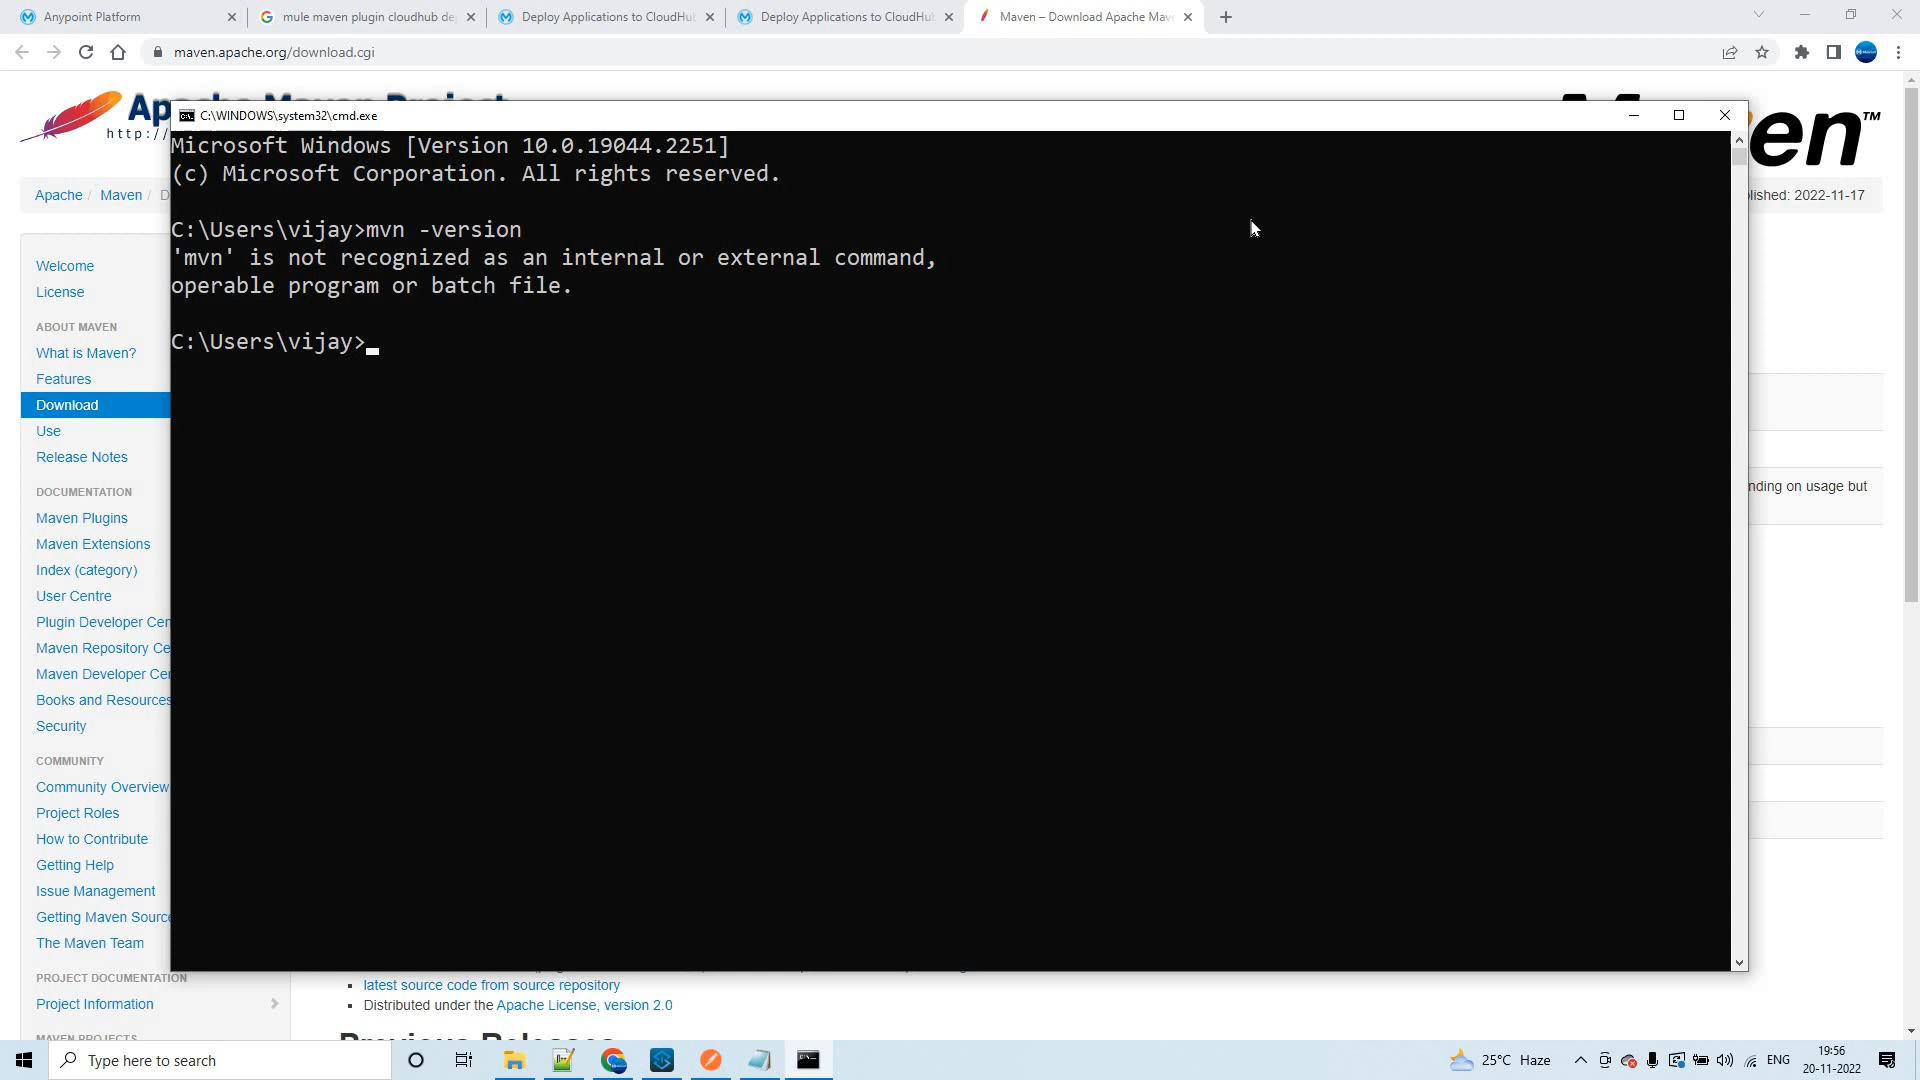 Anypoint Platform
mule maven plugin cloudhub de
Deploy Applications to CloudHu
Deploy Applications to CloudHub
Maven – Download Apache Mav
maven.apache.org/download.cgi
http://
en™
C:\WINDOWS\system32\cmd.exe
Microsoft Windows [Version 10.0.19044.2251]
(c) Microsoft Corporation. All rights reserved.
C:\Users\vijay>mvn -version
'mvn' is not recognized as an internal or external command,
operable program or batch file.
C:\Users\vijay>
Apache / Maven / D
lished: 2022-11-17
Welcome
License
ABOUT MAVEN
What is Maven?
Features
Download
Use
Release Notes
DOCUMENTATION
nding on usage but
Maven Plugins
Maven Extensions
Index (category)
User Centre
Plugin Developer Cen
Maven Repository Ce
Maven Developer Cen
Books and Resources
Security
COMMUNITY
Community Overview
Project Roles
How to Contribute
Getting Help
Issue Management
Getting Maven Source
The Maven Team
PROJECT DOCUMENTATION
Project Information
latest source code from source repository
Distributed under the Apache License, version 2.0
Previous Releases
MAVEN PROJECTS
Type here to search
25°C Haze
ENG
19:56
20-11-2022